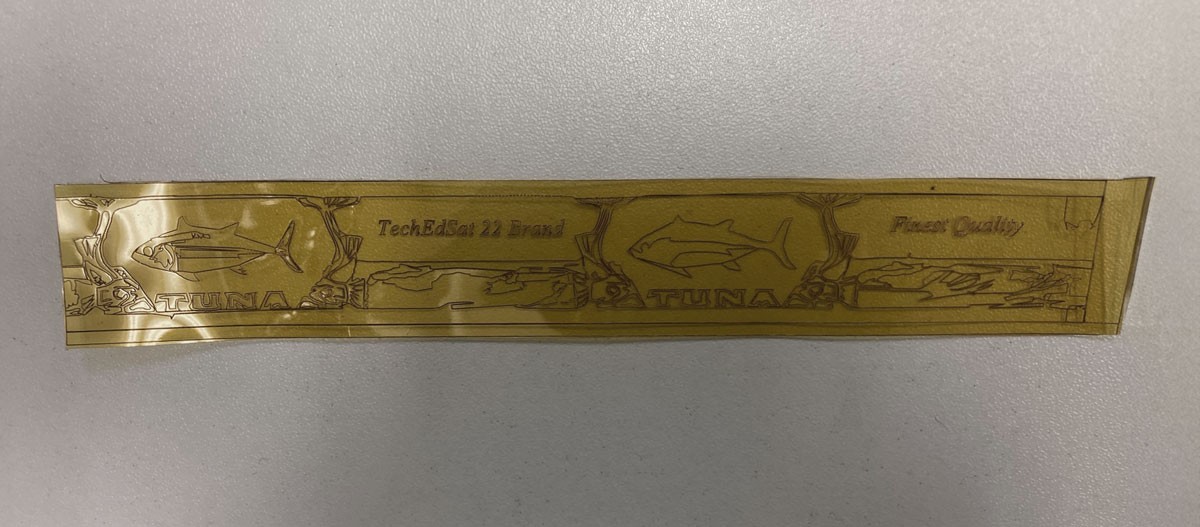 TUNA
TechEdSat 22 Brand
TUNA
Finest Quality